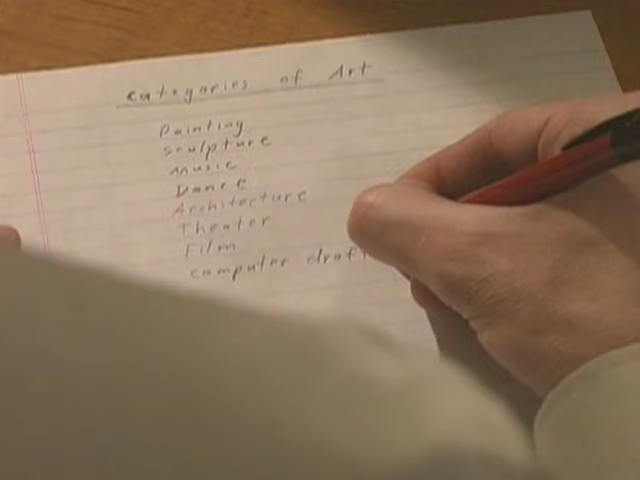 Categories of Art
Painting
Sculpture
Music
Dance
Architecture
Theater
Film
computer draft